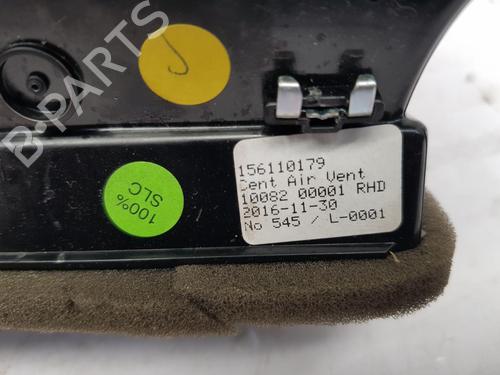 B-PARTS
J
156110179
Cent Air Vent
10082 00001 RHD
2016-11-30
No 545 / L-0001
100%
SLC